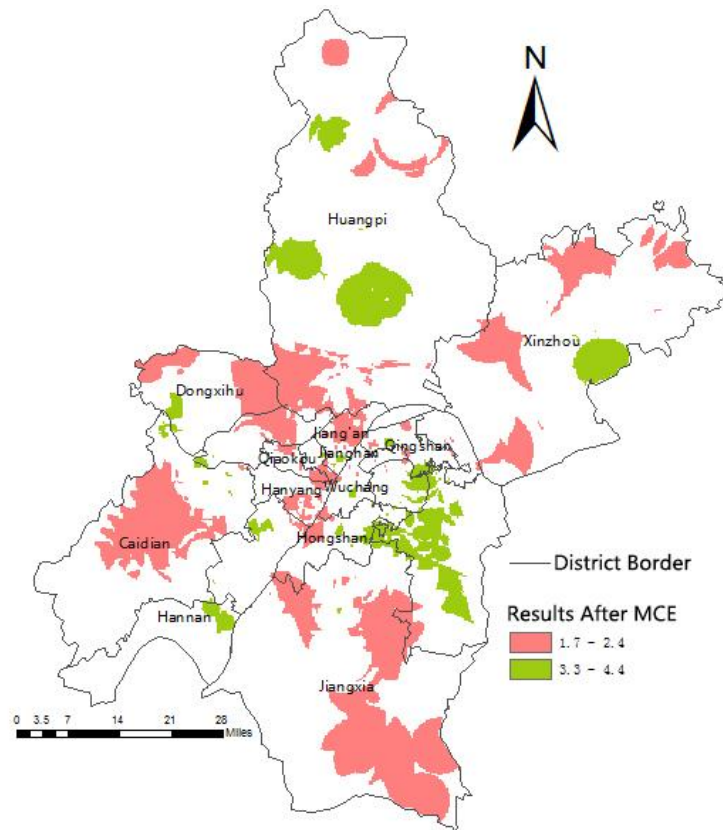 N
Huangpi
Xinzhou
Dongxihu
Jiang'an
Qingshan
Qiaokou
Jianghan
Hanyang
Wuchang
Caidian
Hongshan
District Border
Hannan
Results After MCE
1.7 - 2.4
3.3 - 4.4
Jiangxia
0 3.5 7 14 21 28
Miles